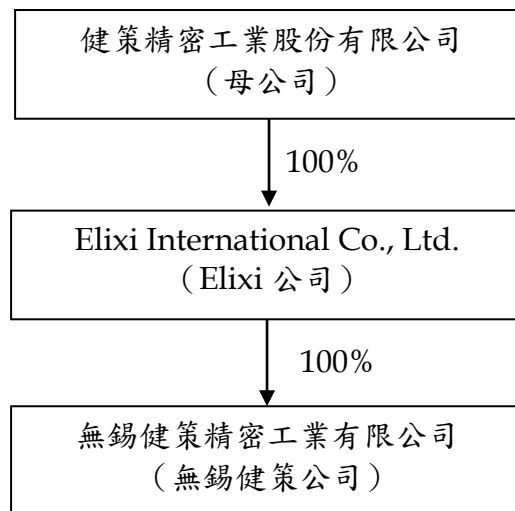 健策精密工業股份有限公司
（母公司）
100%
Elixi International Co., Ltd.
（Elixi 公司）
100%
無錫健策精密工業有限公司
（無錫健策公司）